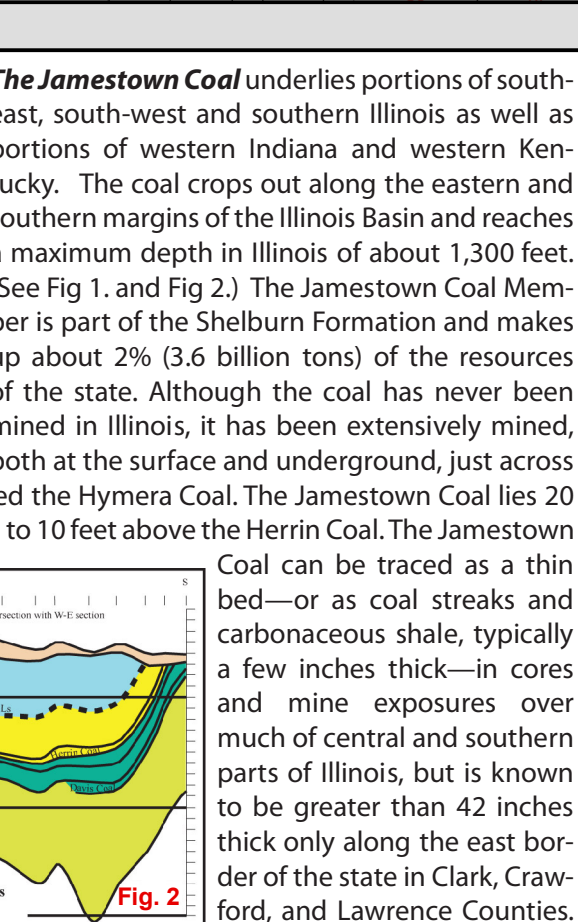 The Jamestown Coal underlies portions of south-
east, south-west and southern Illinois as well as
portions of western Indiana and western Ken-
tucky. The coal crops out along the eastern and
southern margins of the Illinois Basin and reaches
a maximum depth in Illinois of about 1,300 feet.
(See Fig 1. and Fig 2.) The Jamestown Coal Mem-
ber is part of the Shelburn Formation and makes
up about 2% (3.6 billion tons) of the resources
of the state. Although the coal has never been
mined in Illinois, it has been extensively mined,
both at the surface and underground, just across
ed the Hymera Coal. The Jamestown Coal lies 20
to 10 feet above the Herrin Coal. The Jamestown
Coal can be traced as a thin
bed—or as coal streaks and
carbonaceous shale, typically
a few inches thick—in cores
and mine exposures over
much of central and southern
parts of Illinois, but is known
to be greater than 42 inches
thick only along the east bor-
der of the state in Clark, Craw-
ford, and Lawrence Counties.
S
rsection with W-E section
Ls
Herrin Coal
Davis Coal
s
Fig. 2